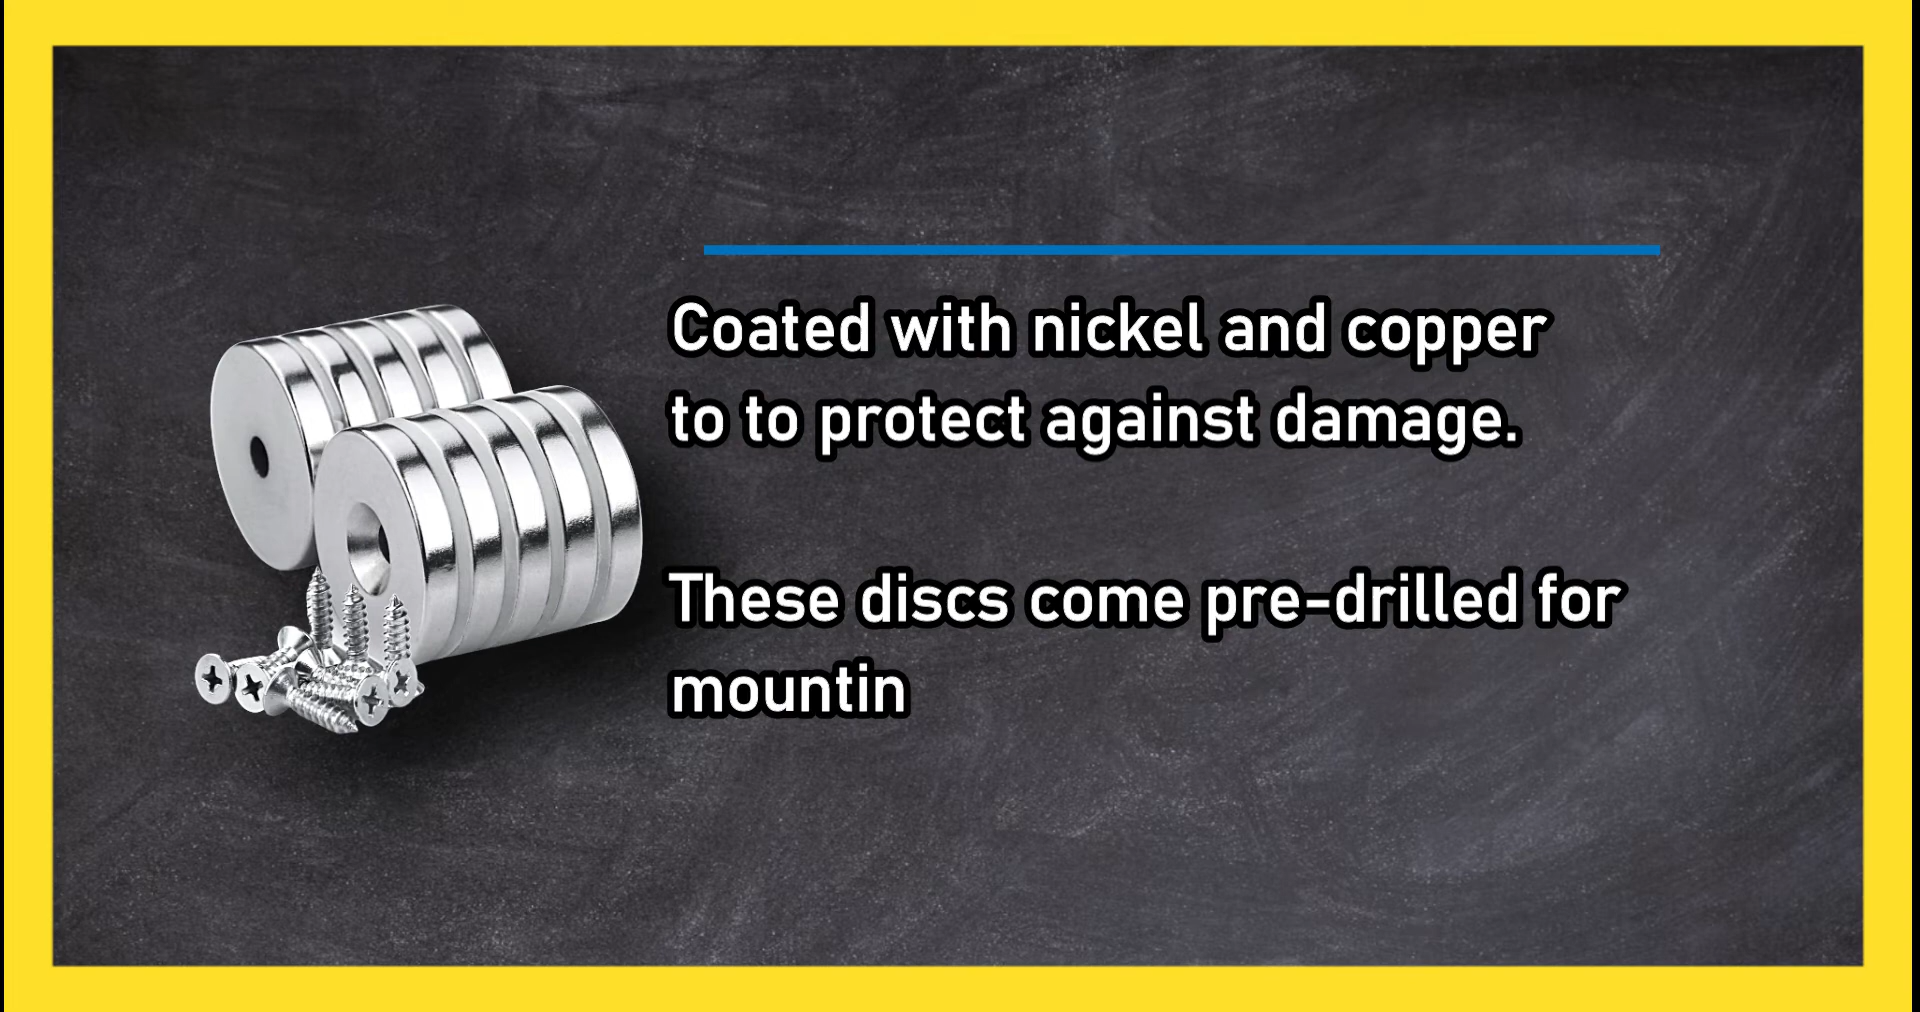 Coated with nickel and copper
to to protect against damage.
These discs come pre-drilled for
mountin